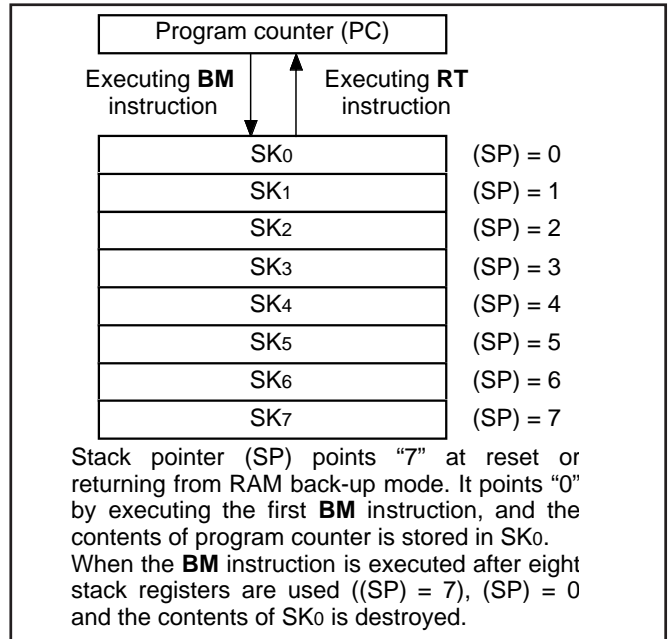 Program counter (PC)
Executing BM
instruction
Executing RT
instruction
SK0
(SP) = 0
SK1
(SP) = 1
SK2
(SP) = 2
SK3
(SP) = 3
SK4
(SP) = 4
SK5
(SP) = 5
SK6
(SP) = 6
SK7
(SP) = 7
Stack pointer (SP) points “7” at reset or
returning from RAM back-up mode. It points “0”
by executing the first BM instruction, and the
contents of program counter is stored in SK0.
When the BM instruction is executed after eight
stack registers are used ((SP) = 7), (SP) = 0
and the contents of SK0 is destroyed.